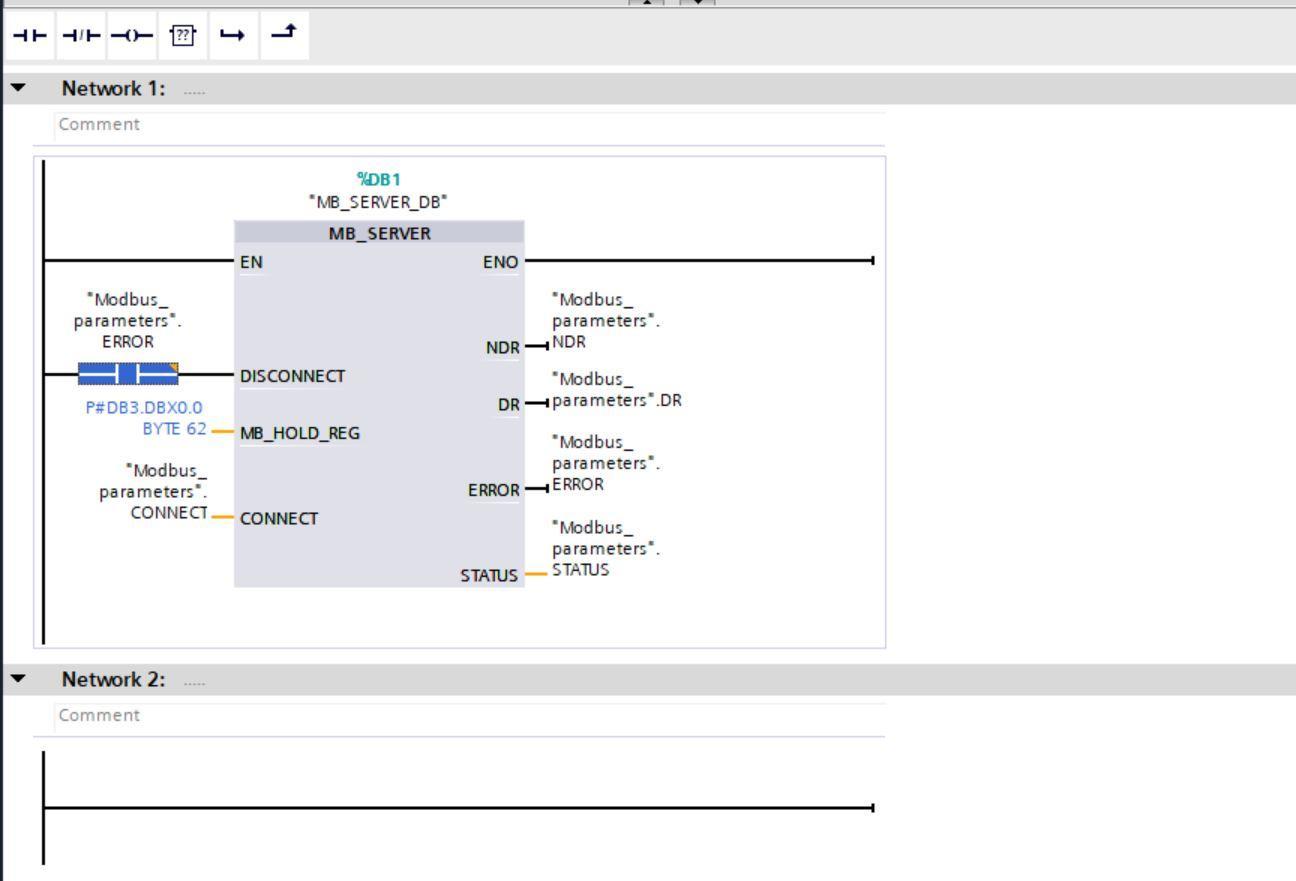 ??
Network 1: .....
Comment
%DB1
"MB_SERVER_DB"
MB_SERVER
EN
ENO
"Modbus_
parameters".
ERROR
"Modbus_
parameters".
NDR
NDR
DISCONNECT
"Modbus_
parameters".DR
DR
P#DB3.DBX0.0
BYTE 62
MB_HOLD_REG
"Modbus_
parameters".
ERROR
ERROR
"Modbus_
parameters".
CONNECT
CONNECT
"Modbus_
parameters".
STATUS
STATUS
Network 2: .....
Comment